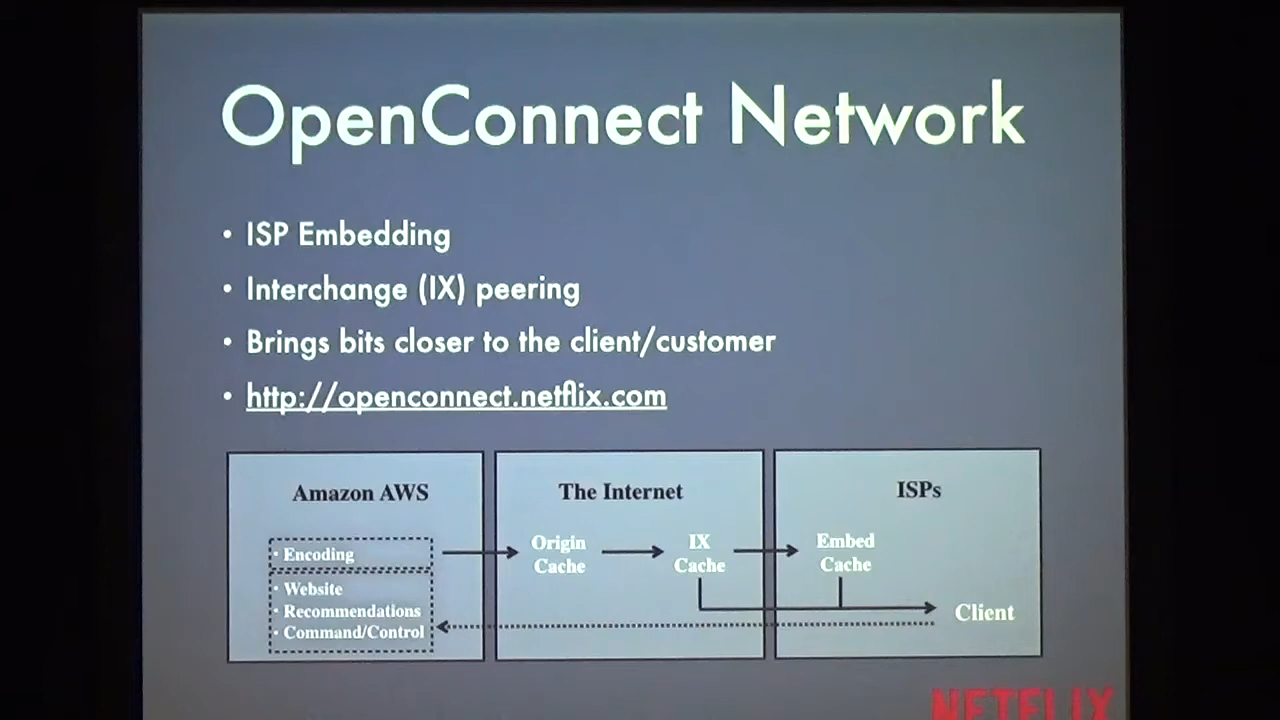 OpenConnect Network
• ISP Embedding
• Interchange (IX) peering
• Brings bits closer to the client/customer
• http://openconnect.netflix.com
Amazon AWS
• Encoding
• Website
• Recommendations
• Command/Control
The Internet
Origin
Cache
IX
Cache
ISPs
Embed
Cache
Client
NETFLIX